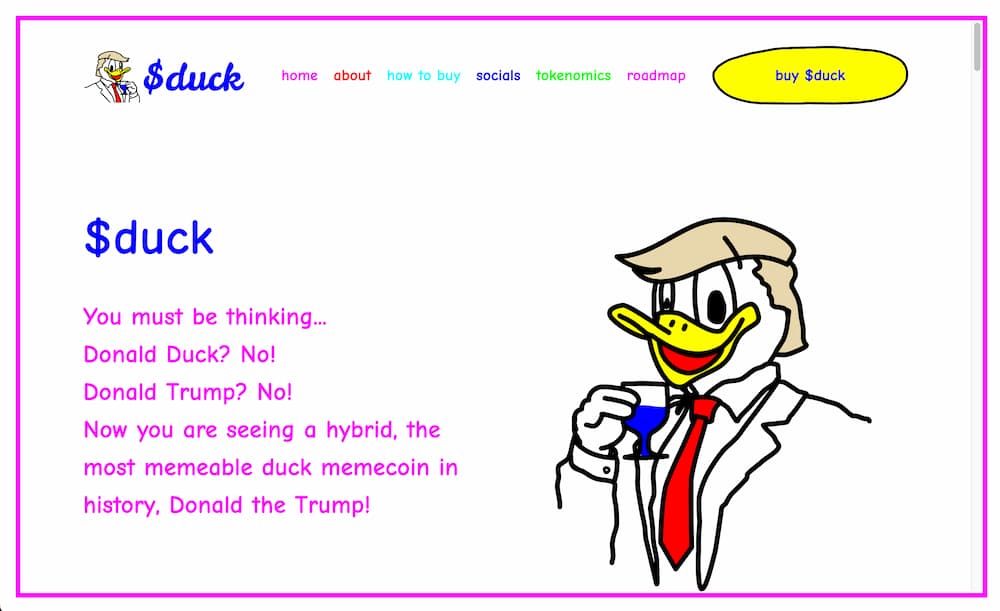 $duck
home about how to buy socials tokenomics roadmap
buy $duck
$duck
You must be thinking...
Donald Duck? No!
Donald Trump? No!
Now you are seeing a hybrid, the
most memeable duck memecoin in
history, Donald the Trump!